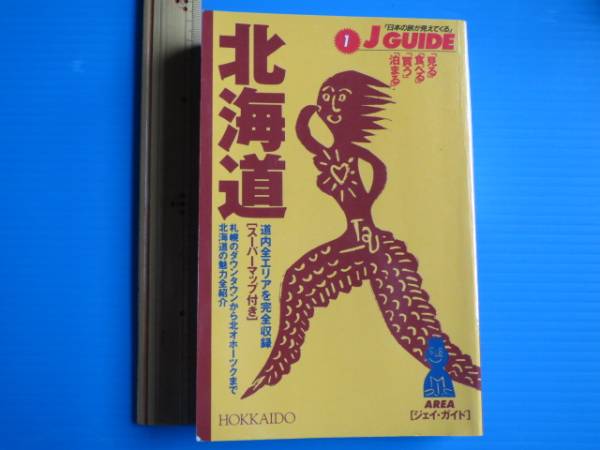 「日本の旅が見えてくる」
1 J GUIDE
「見る」
「食べる」
「買う」
「泊まる」
北海道
道内全エリアを完全収録
[スーパーマップ付き]
札幌のダウンタウンから北オホーツクまで
北海道の魅力全紹介
HOKKAIDO
AREA
[ジェイ・ガイド]